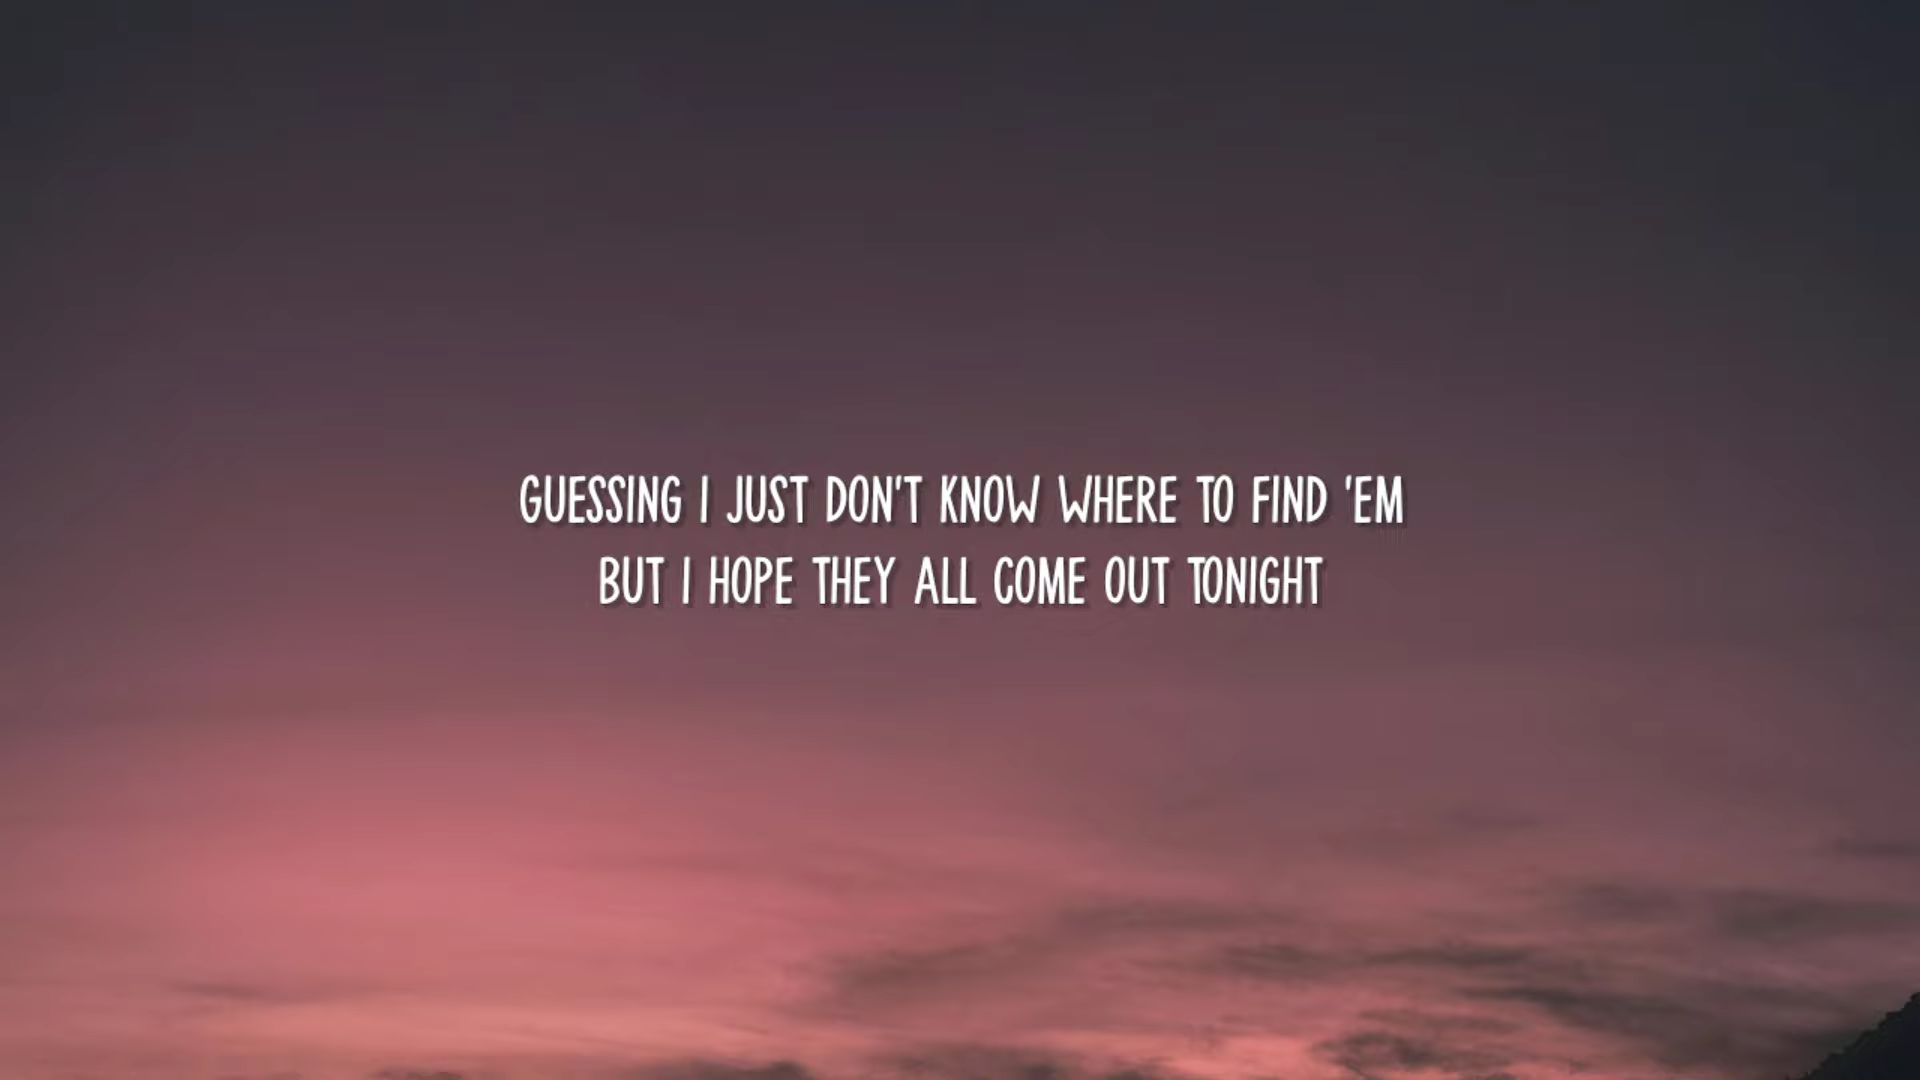 GUESSING I JUST DON'T KNOW WHERE TO FIND 'EM
BUT I HOPE THEY ALL COME OUT TONIGHT